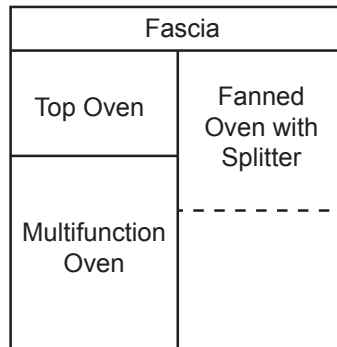 Fascia
Top Oven
Fanned
Oven with
Splitter
Multifunction
Oven